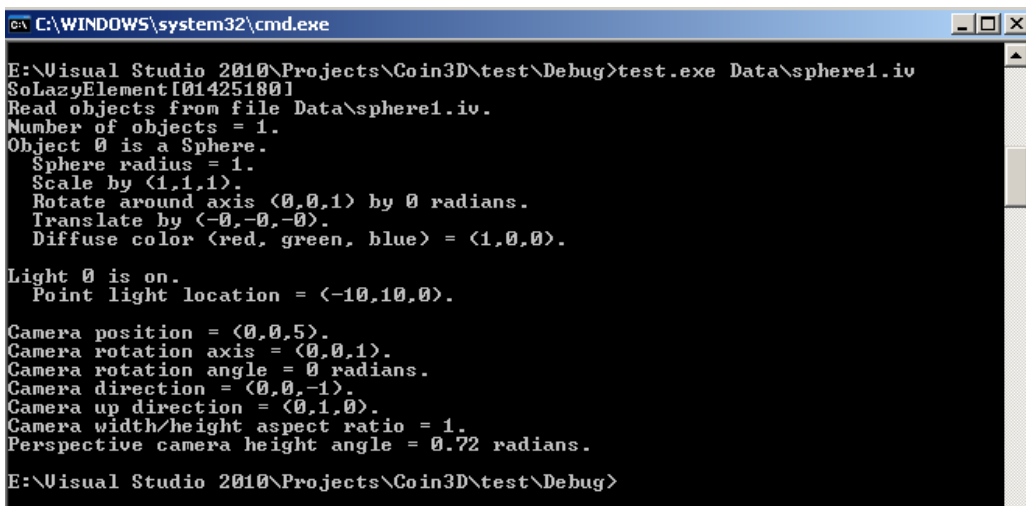 C:\WINDOWS\system32\cmd.exe
E:\Visual Studio 2010\Projects\Coin3D\test\Debug>test.exe Data\sphere1.iv
SoLazyElement[01425180]
Read objects from file Data\sphere1.iv.
Number of objects = 1.
Object 0 is a Sphere.
  Sphere radius = 1.
  Scale by (1,1,1).
  Rotate around axis (0,0,1) by 0 radians.
  Translate by (-0,-0,-0).
  Diffuse color (red, green, blue) = (1,0,0).
Light 0 is on.
  Point light location = (-10,10,0).
Camera position = (0,0,5).
Camera rotation axis = (0,0,1).
Camera rotation angle = 0 radians.
Camera direction = (0,0,-1).
Camera up direction = (0,1,0).
Camera width/height aspect ratio = 1.
Perspective camera height angle = 0.72 radians.
E:\Visual Studio 2010\Projects\Coin3D\test\Debug>